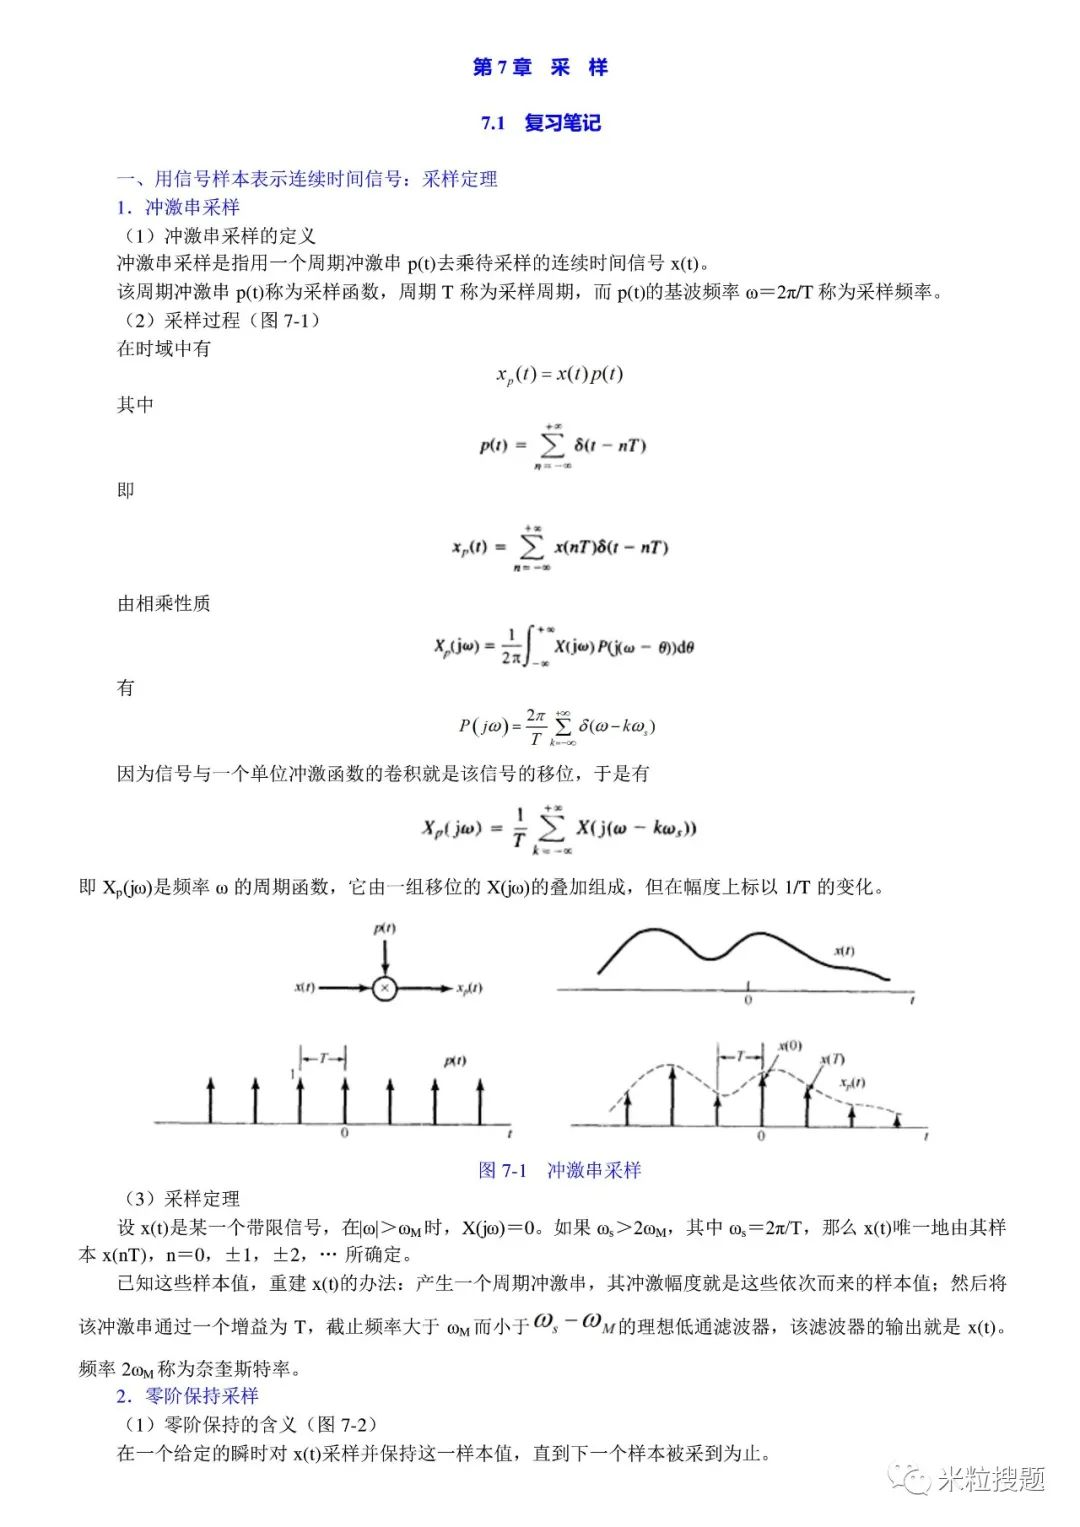 第 7 章 采 样
7.1 复习笔记
一、用信号样本表示连续时间信号：采样定理
1．冲激串采样
（1）冲激串采样的定义
冲激串采样是指用一个周期冲激串 p(t)去乘待采样的连续时间信号 x(t)。
该周期冲激串 p(t)称为采样函数，周期 T 称为采样周期，而 p(t)的基波频率 ω＝2π/T 称为采样频率。
（2）采样过程（图 7-1）
在时域中有
x_p(t) = x(t)p(t)
其中
p(t) = ∑_{n=-∞}^{+∞} δ(t − nT)
即
x_p(t) = ∑_{n=-∞}^{+∞} x(nT)δ(t − nT)
由相乘性质
X_p(jω) = 1/2π ∫_{-∞}^{+∞} X(jω)P(j(ω − θ))dθ
有
P(jω) = 2π/T ∑_{k=-∞}^{+∞} δ(ω − kω_s)
因为信号与一个单位冲激函数的卷积就是该信号的移位，于是有
X_p(jω) = 1/T ∑_{k=-∞}^{+∞} X(j(ω − kω_s))
即 X_p(jω)是频率 ω 的周期函数，它由一组移位的 X(jω)的叠加组成，但在幅度上标以 1/T 的变化。
p(t)
x(t) × x_p(t)
x(t)
0 t
T p(t)
1
0 t
T x(0)
x(T)
x_p(t)
0 t
图 7-1 冲激串采样
（3）采样定理
设 x(t)是某一个带限信号，在|ω|＞ω_M 时，X(jω)＝0。如果 ω_s＞2ω_M，其中 ω_s＝2π/T，那么 x(t)唯一地由其样
本 x(nT)，n＝0，±1，±2，… 所确定。
已知这些样本值，重建 x(t)的办法：产生一个周期冲激串，其冲激幅度就是这些依次而来的样本值；然后将
该冲激串通过一个增益为 T，截止频率大于 ω_M 而小于 ω_s − ω_M 的理想低通滤波器，该滤波器的输出就是 x(t)。
频率 2ω_M 称为奈奎斯特率。
2．零阶保持采样
（1）零阶保持的含义（图 7-2）
在一个给定的瞬时对 x(t)采样并保持这一样本值，直到下一个样本被采到为止。
米粒搜题